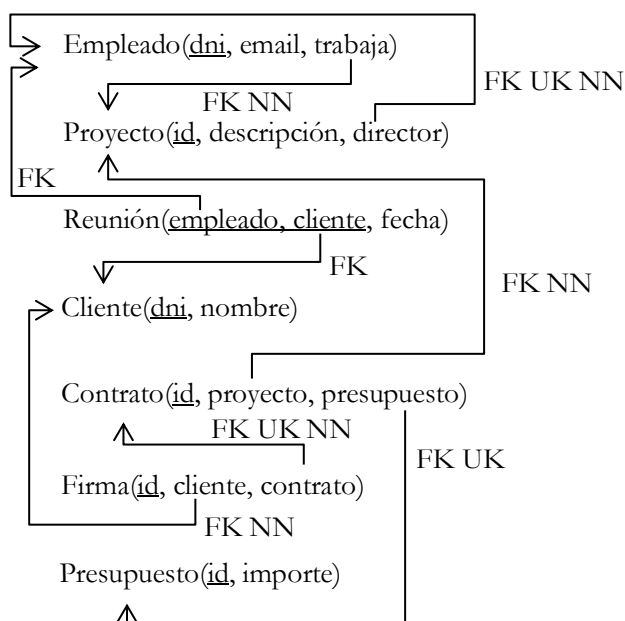 Empleado(dni, email, trabaja)
FK UK NN
FK NN
Proyecto(id, descripción, director)
FK
Reunión(empleado, cliente, fecha)
FK
FK NN
Cliente(dni, nombre)
Contrato(id, proyecto, presupuesto)
FK UK NN
FK UK
Firma(id, cliente, contrato)
FK NN
Presupuesto(id, importe)